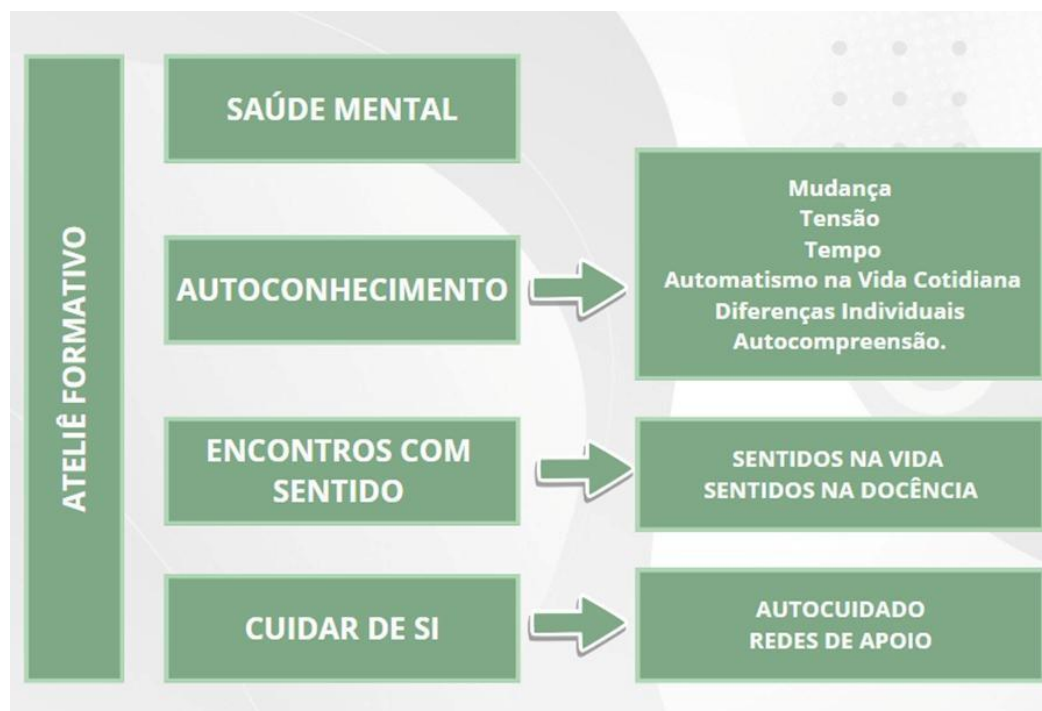 ATELIÊ FORMATIVO
SAÚDE MENTAL
AUTOCONHECIMENTO
Mudança
Tensão
Tempo
Automatismo na Vida Cotidiana
Diferenças Individuais
Autocompreensão.
ENCONTROS COM
SENTIDO
SENTIDOS NA VIDA
SENTIDOS NA DOCÊNCIA
CUIDAR DE SI
AUTOCUIDADO
REDES DE APOIO